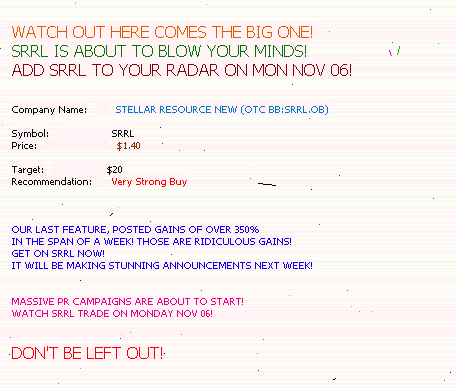 WATCH OUT HERE COMES THE BIG ONE!
SRRL IS ABOUT TO BLOW YOUR MINDS!
ADD SRRL TO YOUR RADAR ON MON NOV 06!
Company Name: STELLAR RESOURCE NEW (OTC BB:SRRL.OB)
Symbol: SRRL
Price: $1.40
Target: $20
Recommendation: Very Strong Buy
OUR LAST FEATURE, POSTED GAINS OF OVER 350%
IN THE SPAN OF A WEEK! THOSE ARE RIDICULOUS GAINS!
GET ON SRRL NOW!
IT WILL BE MAKING STUNNING ANNOUNCEMENTS NEXT WEEK!
MASSIVE PR CAMPAIGNS ARE ABOUT TO START!
WATCH SRRL TRADE ON MONDAY NOV 06!
DON'T BE LEFT OUT!